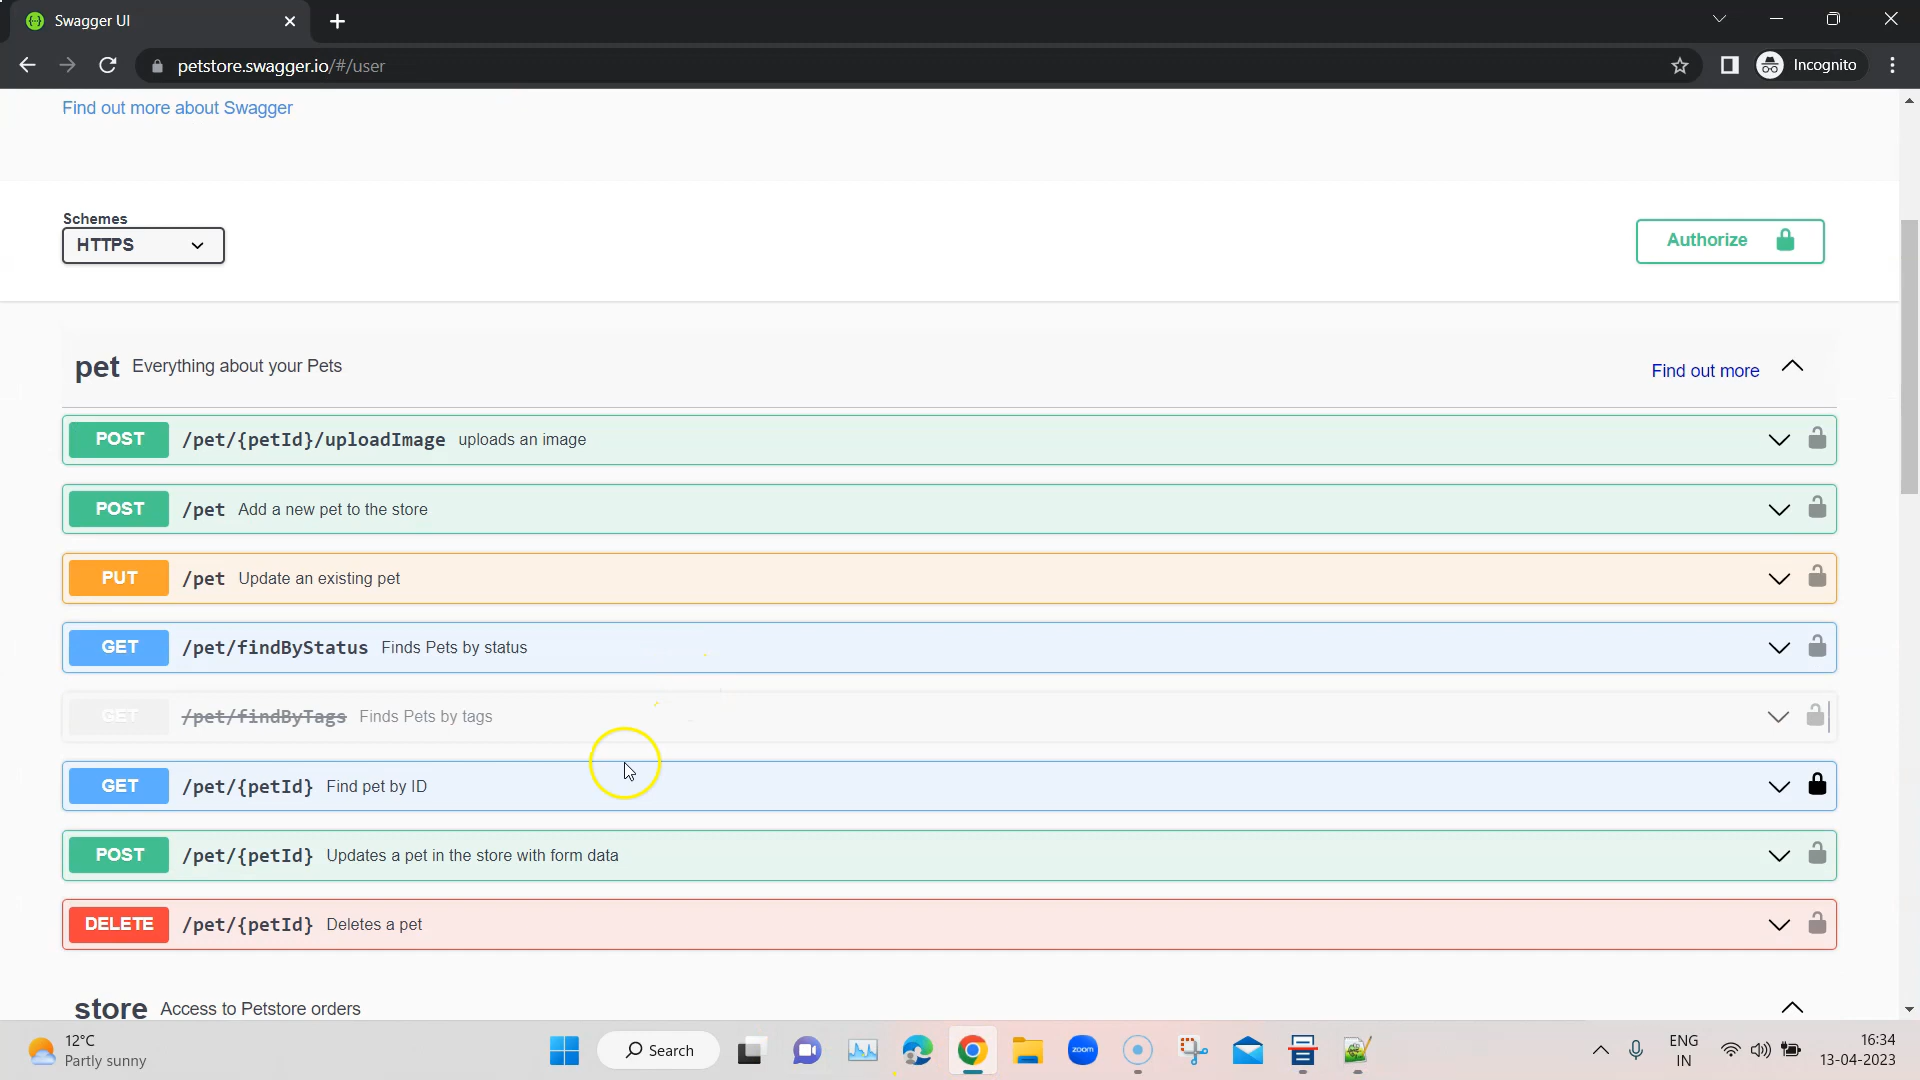 Swagger UI
petstore.swagger.io/#/user
Incognito
Find out more about Swagger
Schemes
HTTPS
Authorize
pet Everything about your Pets
Find out more
POST /pet/{petId}/uploadImage uploads an image
POST /pet Add a new pet to the store
PUT /pet Update an existing pet
GET /pet/findByStatus Finds Pets by status
GET /pet/findByTags Finds Pets by tags
GET /pet/{petId} Find pet by ID
POST /pet/{petId} Updates a pet in the store with form data
DELETE /pet/{petId} Deletes a pet
store Access to Petstore orders
12°C
Partly sunny
Search
zoom
ENG
IN
16:34
13-04-2023